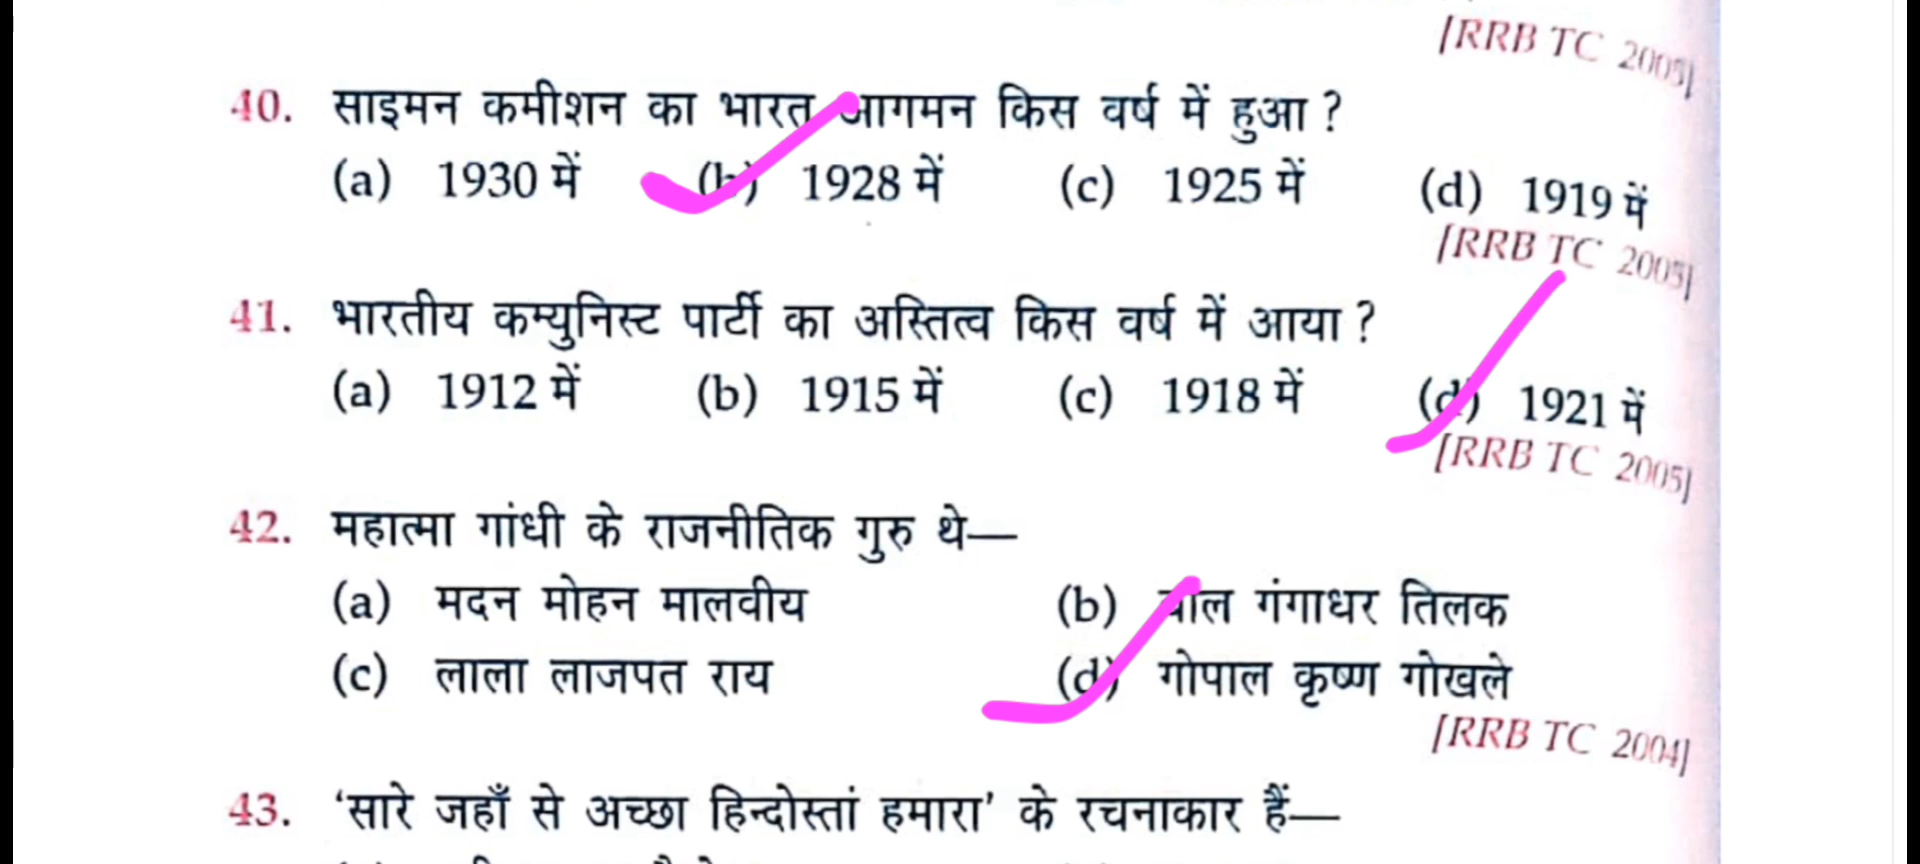 [RRB TC 2005]
40. साइमन कमीशन का भारत आगमन किस वर्ष में हुआ ?
(a) 1930 में (b) 1928 में (c) 1925 में (d) 1919 में
[RRB TC 2005]
41. भारतीय कम्युनिस्ट पार्टी का अस्तित्व किस वर्ष में आया ?
(a) 1912 में (b) 1915 में (c) 1918 में (d) 1921 में
[RRB TC 2005]
42. महात्मा गांधी के राजनीतिक गुरु थे—
(a) मदन मोहन मालवीय (b) बाल गंगाधर तिलक
(c) लाला लाजपत राय (d) गोपाल कृष्ण गोखले
[RRB TC 2004]
43. ‘सारे जहाँ से अच्छा हिन्दोस्तां हमारा’ के रचनाकार हैं—